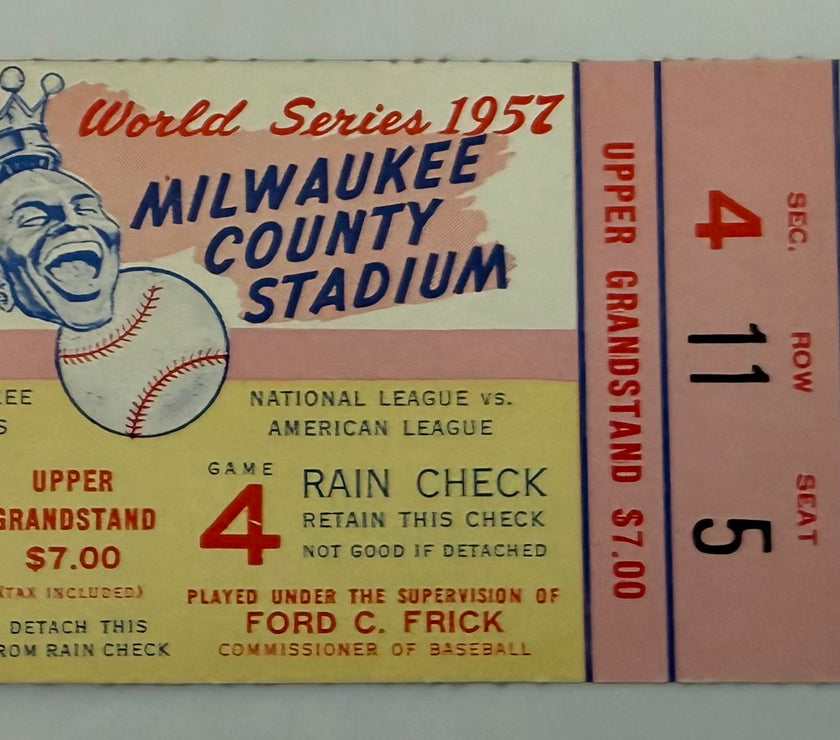 World Series 1957
MILWAUKEE
COUNTY
STADIUM
NATIONAL LEAGUE VS.
AMERICAN LEAGUE
UPPER
GRANDSTAND
$7.00
(TAX INCLUDED)
DETACH THIS
ROM RAIN CHECK
GAME
4
RAIN CHECK
RETAIN THIS CHECK
NOT GOOD IF DETACHED
PLAYED UNDER THE SUPERVISION OF
FORD C. FRICK
COMMISSIONER OF BASEBALL
UPPER GRANDSTAND $7.00
SEC. 4
ROW 11
SEAT 5